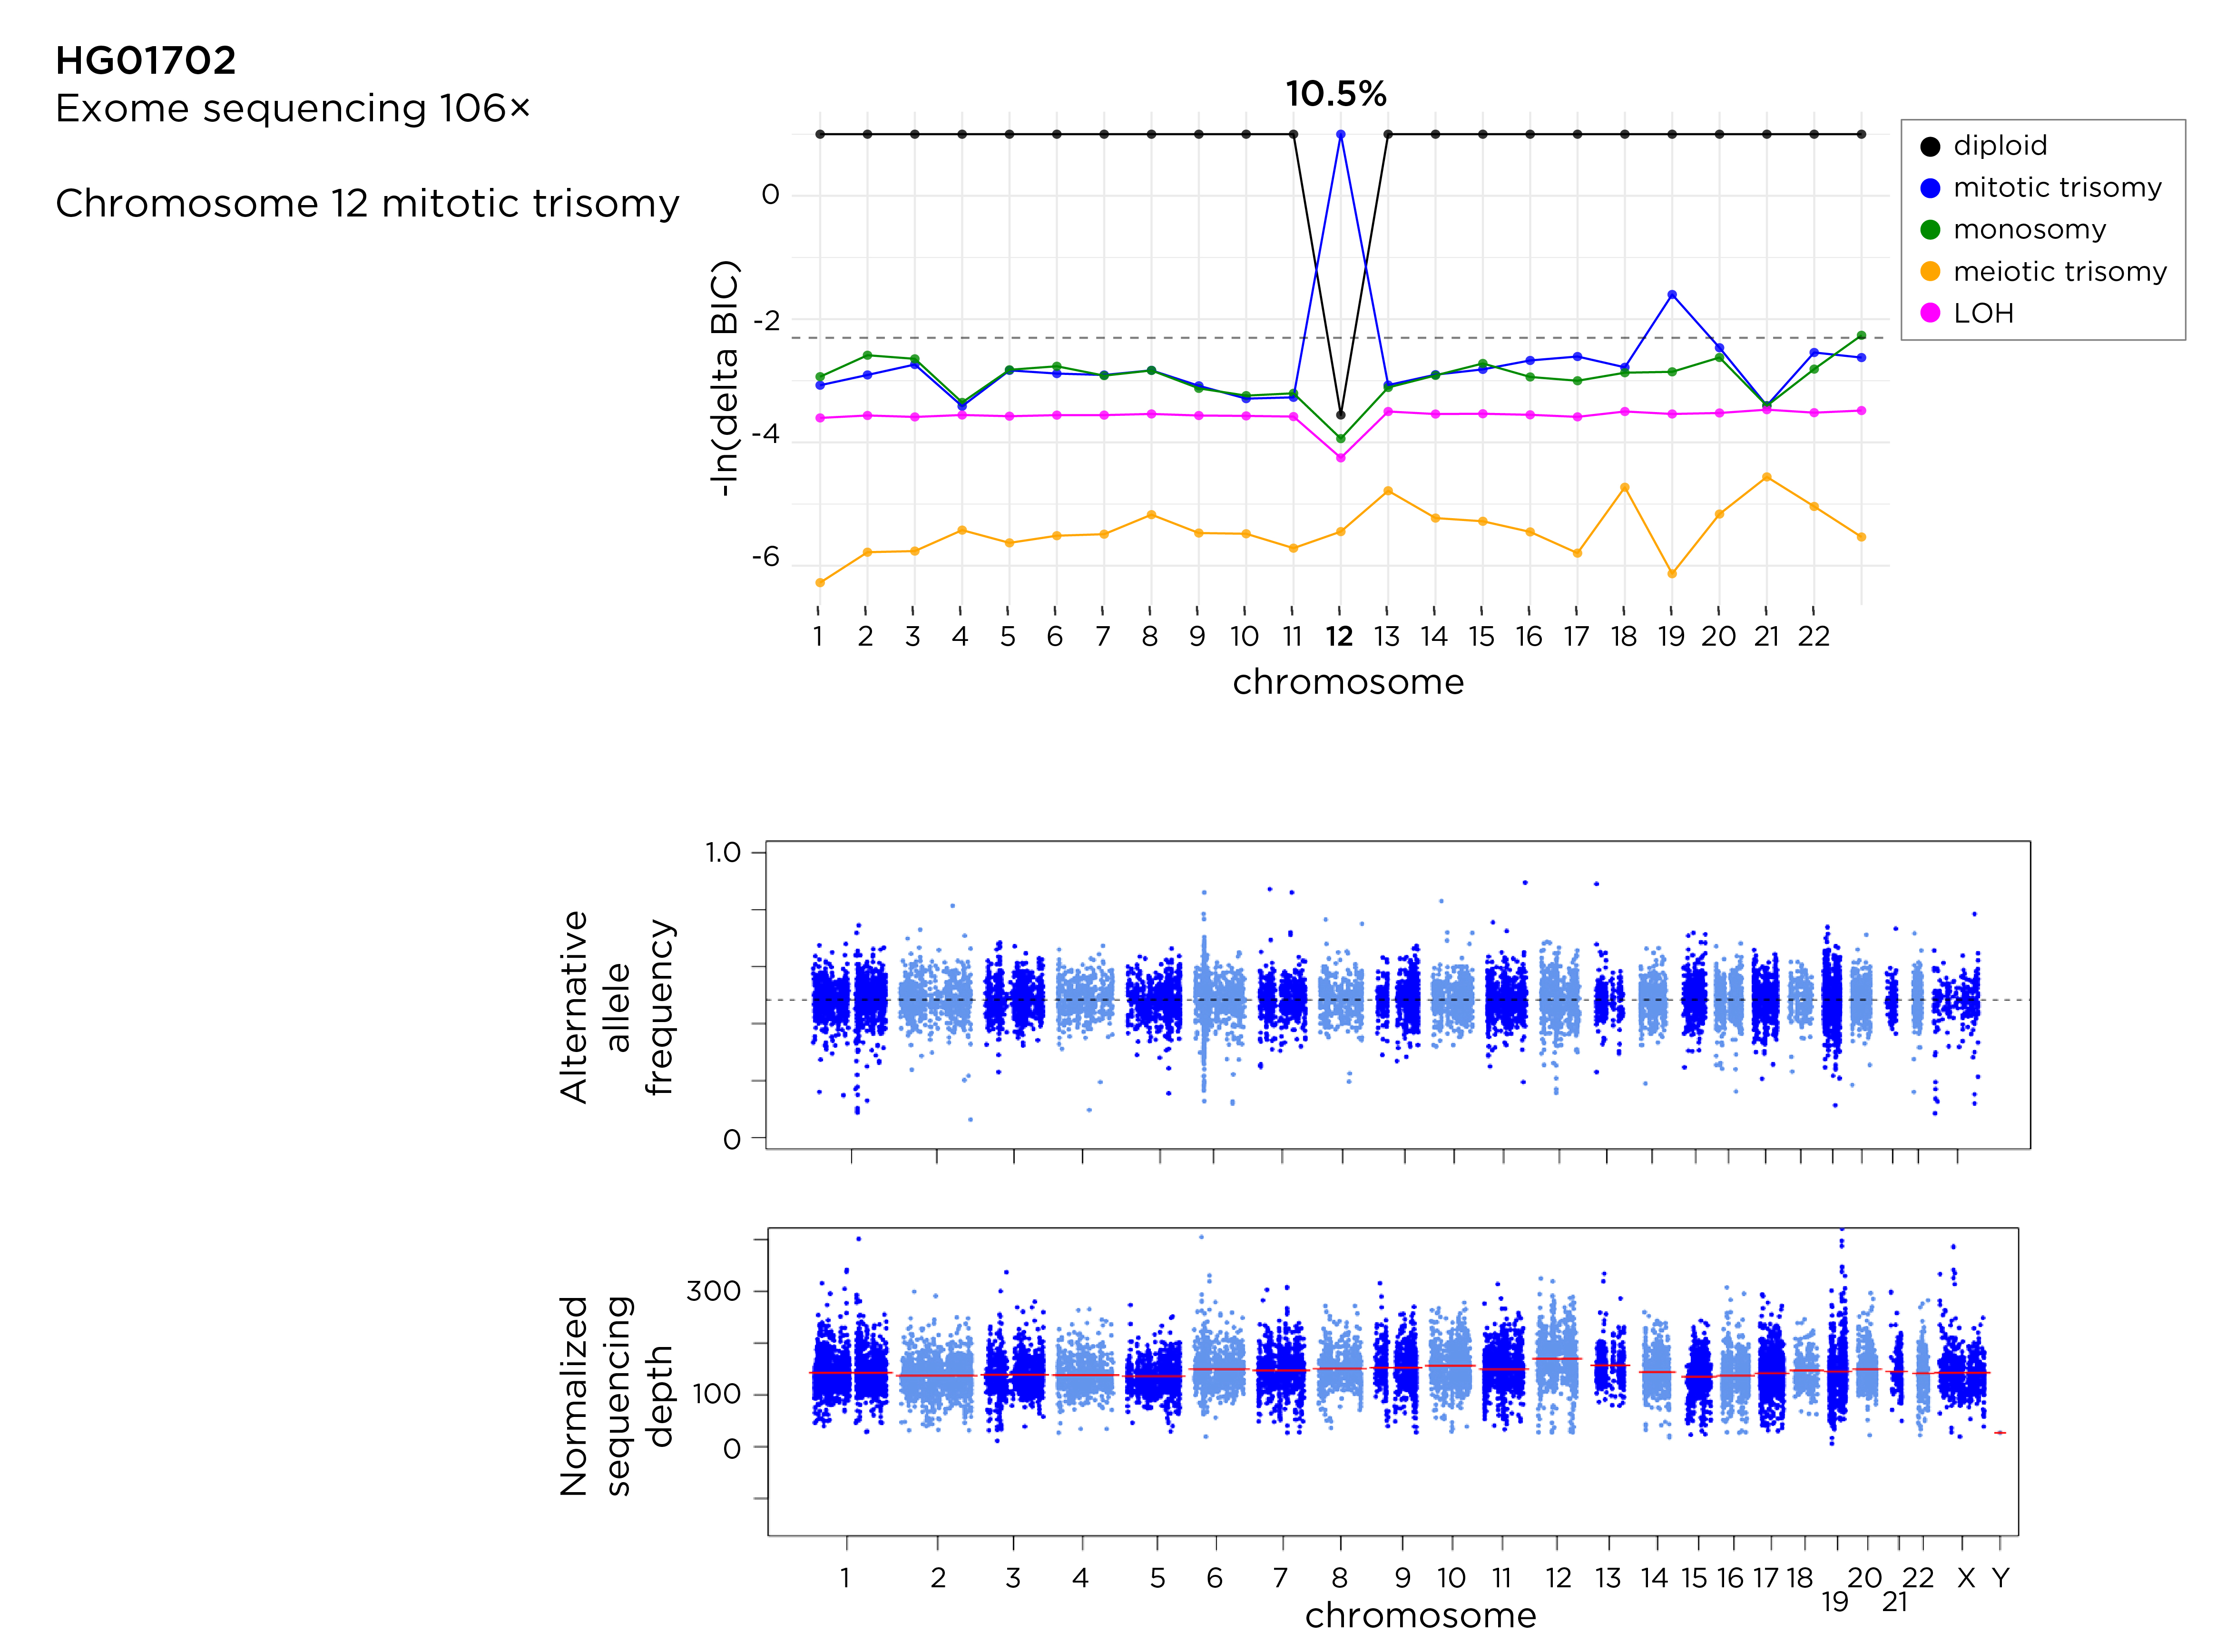 HG01702
Exome sequencing 106×
Chromosome 12 mitotic trisomy
10.5%
diploid
mitotic trisomy
monosomy
meiotic trisomy
LOH
-ln(delta BIC)
0
-2
-4
-6
1 2 3 4 5 6 7 8 9 10 11 12 13 14 15 16 17 18 19 20 21 22
chromosome
Alternative
allele
frequency
1.0
0
Normalized
sequencing
depth
300
100
0
1 2 3 4 5 6 7 8 9 10 11 12 13 14 15 16 17 18 20 22 X Y
19 21
chromosome